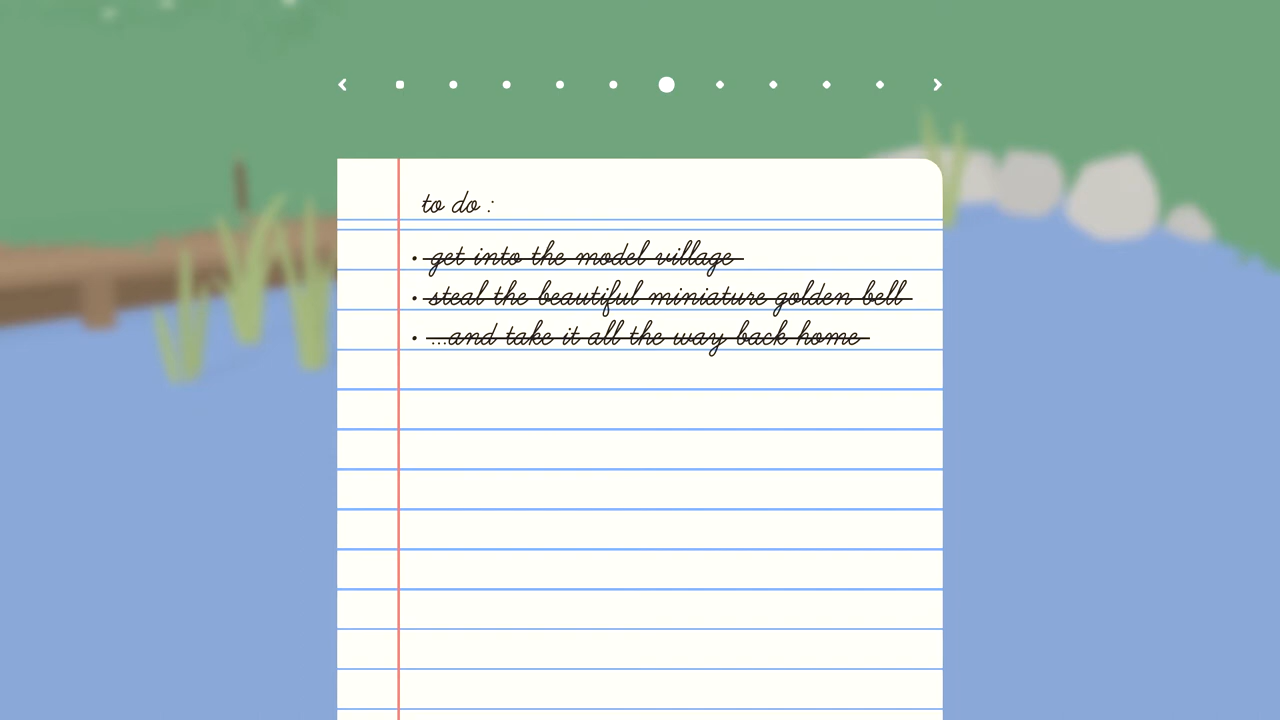 to do :
• get into the model village
• steal the beautiful miniature golden bell
• ...and take it all the way back home